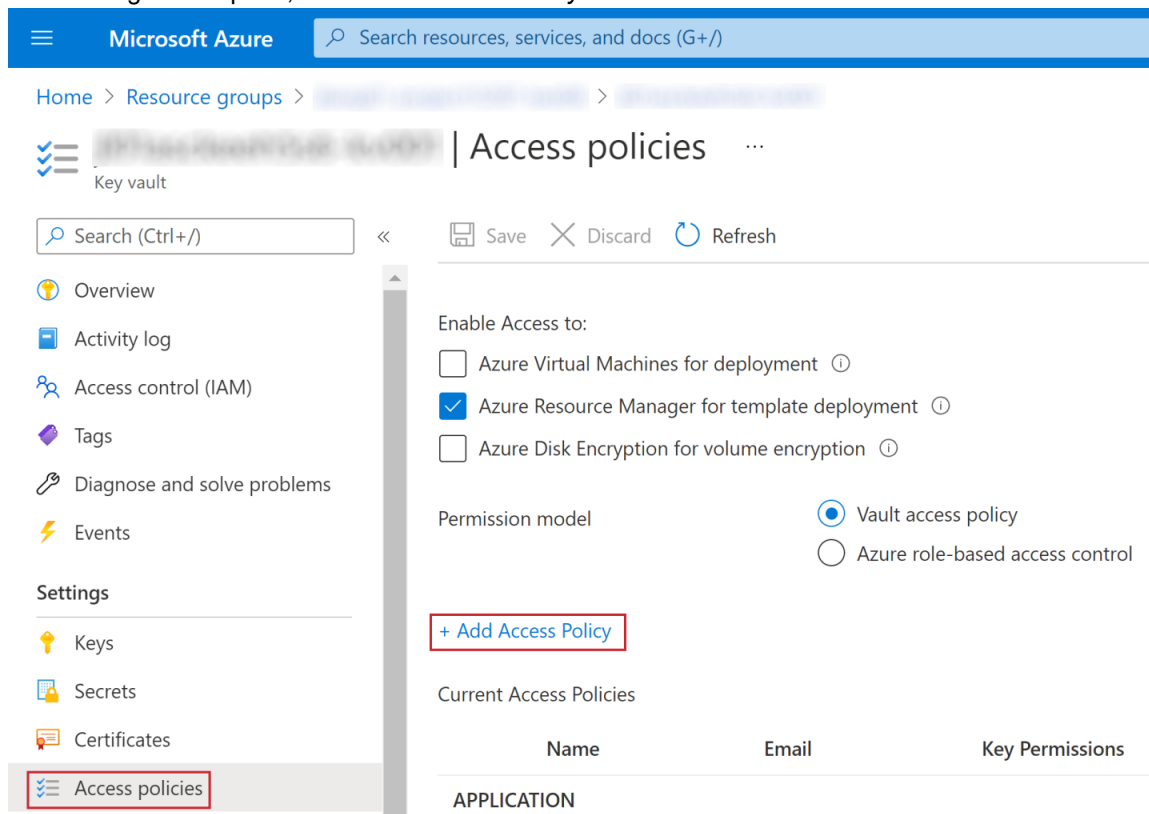 Microsoft Azure
Search resources, services, and docs (G+/)
Home > Resource groups > >
| Access policies ...
Key vault
Search (Ctrl+/)
«
Save
Discard
Refresh
Overview
Activity log
Access control (IAM)
Tags
Diagnose and solve problems
Events
Settings
Keys
Secrets
Certificates
Access policies
Enable Access to:
Azure Virtual Machines for deployment
Azure Resource Manager for template deployment
Azure Disk Encryption for volume encryption
Permission model
Vault access policy
Azure role-based access control
+ Add Access Policy
Current Access Policies
Name Email Key Permissions
APPLICATION